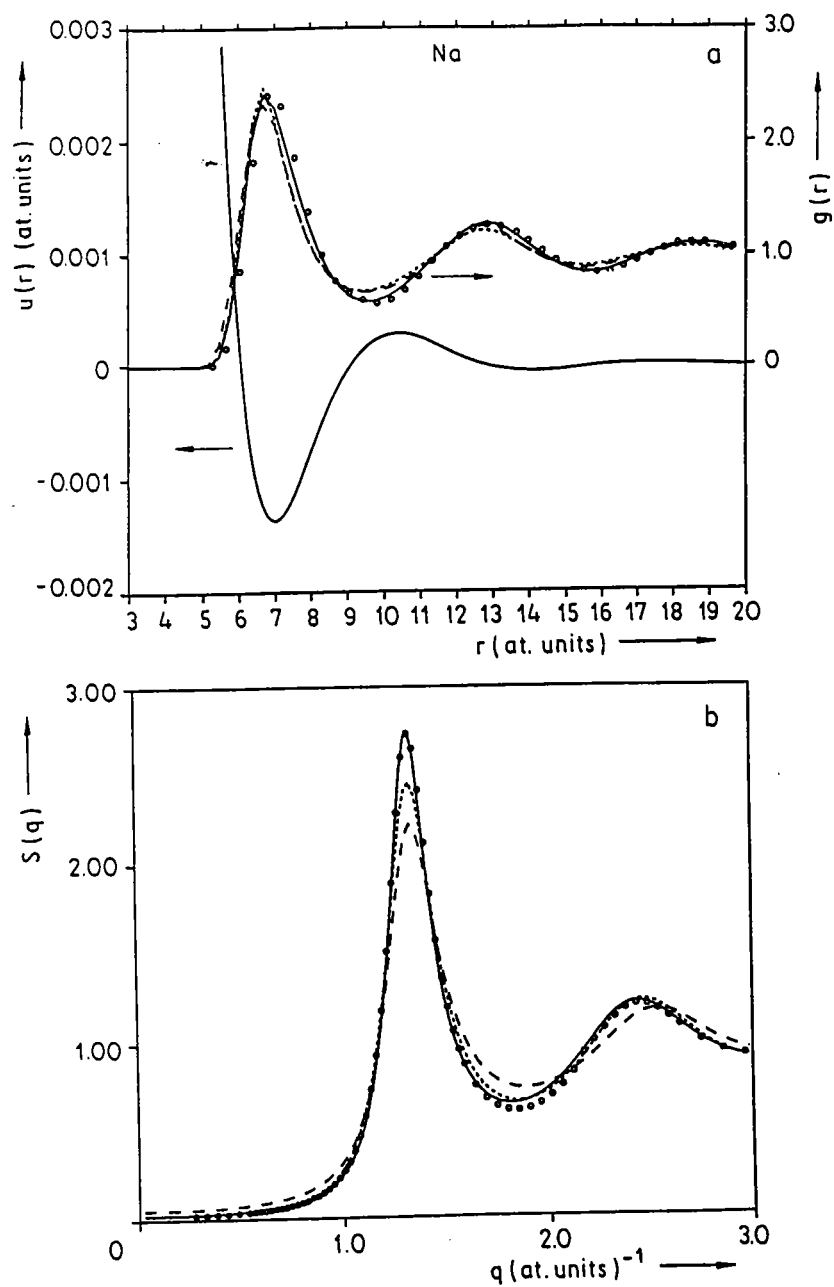 Na
a
u(r) (at.units)
0.003
0.002
0.001
0
-0.001
-0.002
3.0
2.0
1.0
0
g(r)
3 4 5 6 7 8 9 10 11 12 13 14 15 16 17 18 19 20
r(at. units)
b
S(q)
3.00
2.00
1.00
0
1.0
2.0
3.0
q(at.units)⁻¹